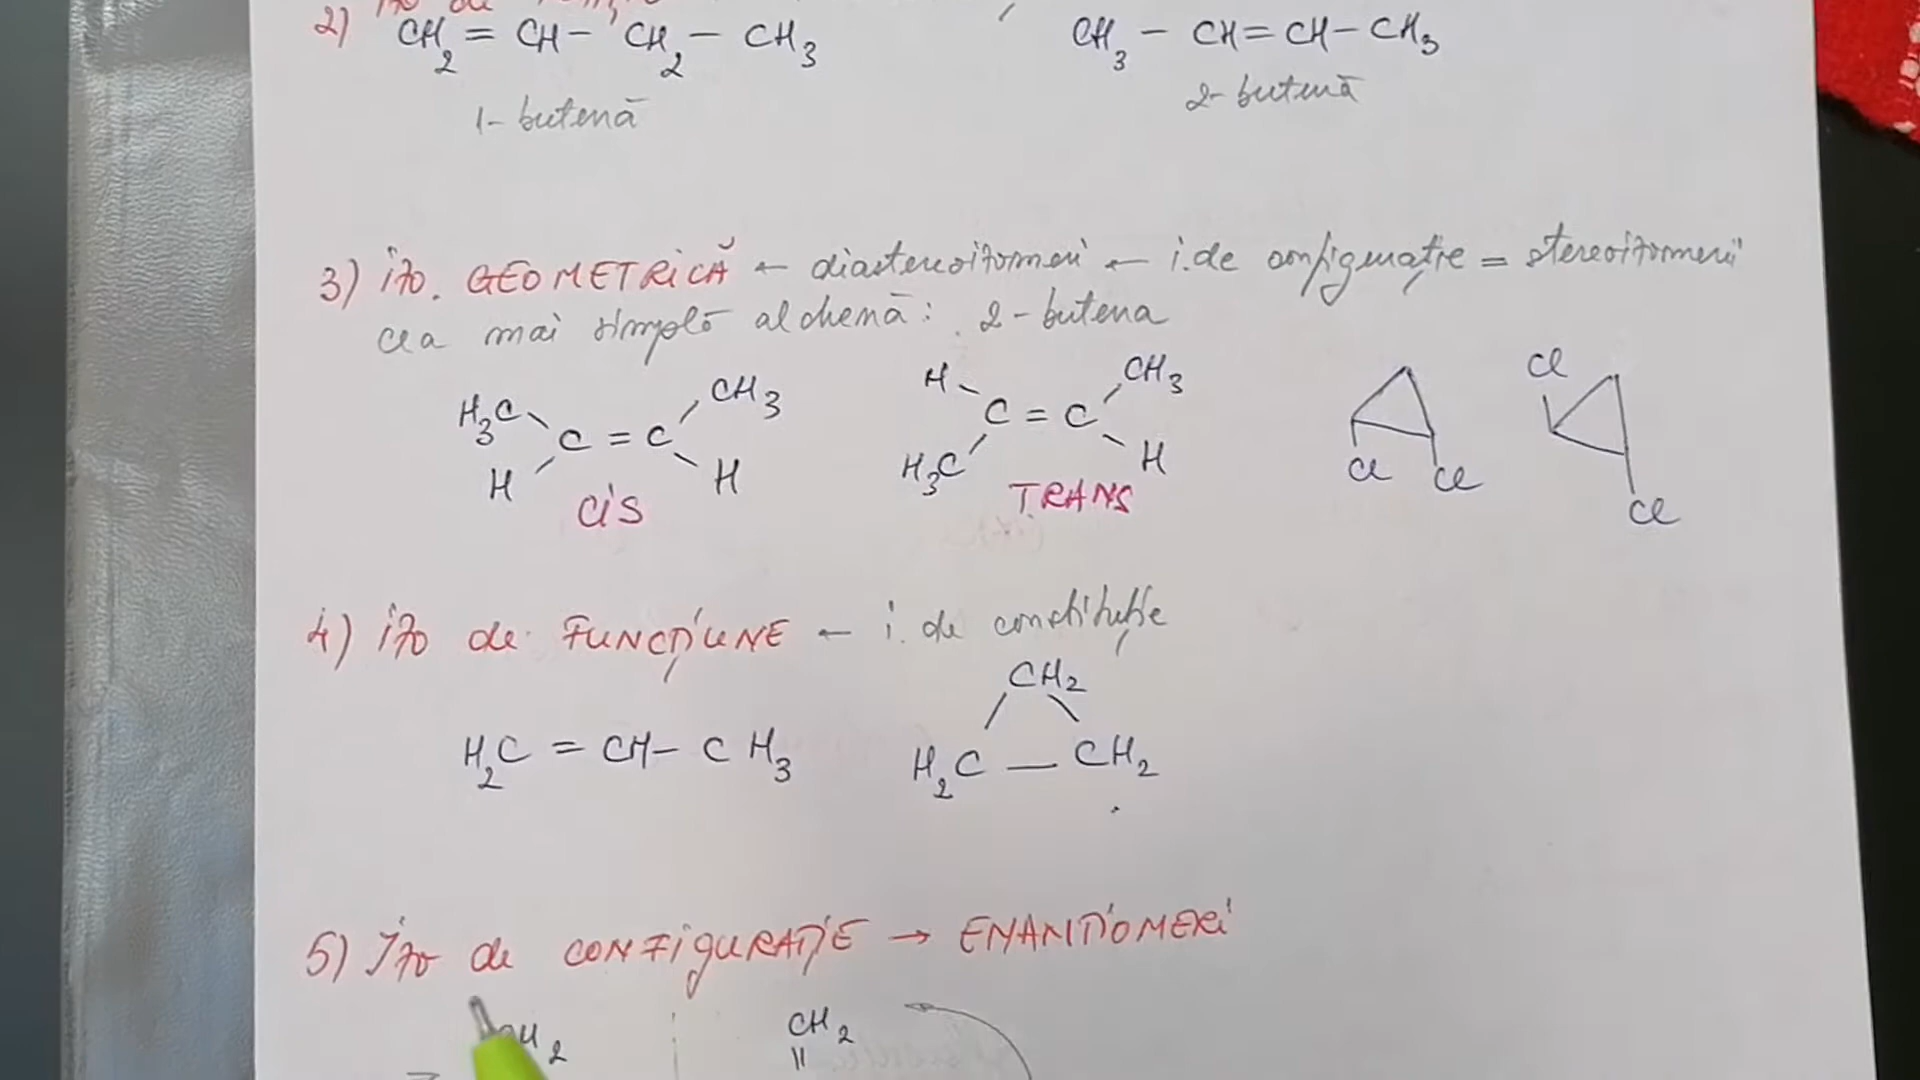 2)
CH2 = CH – CH2 – CH3
CH3 – CH = CH – CH3
1- butenă
2- butenă
3) izo. GEOMETRICĂ ← diastereoizomeri ← i. de configurație = stereoizomerii
cea mai simplă alchenă: 2-butena
H3C CH3
C = C
H H
CIS
H CH3
C = C
H3C H
TRANS
Cl Cl
Cl
Cl
4) izo de FUNCȚIUNE ← i. de constituție
H2C = CH – CH3
CH2
H2C — CH2
5) Izo de CONFIGURAȚIE → ENANTIOMERI
CH2